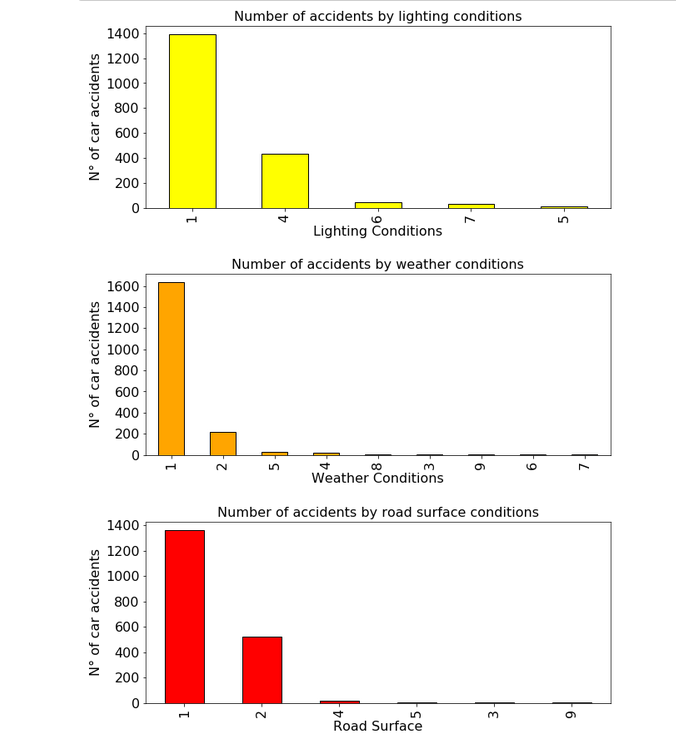 Number of accidents by lighting conditions
N° of car accidents
1400
1200
1000
800
600
400
200
0
1 4 6 7 5
Lighting Conditions
Number of accidents by weather conditions
N° of car accidents
1600
1400
1200
1000
800
600
400
200
0
1 2 5 4 8 3 9 6 7
Weather Conditions
Number of accidents by road surface conditions
N° of car accidents
1400
1200
1000
800
600
400
200
0
1 2 4 5 3 9
Road Surface